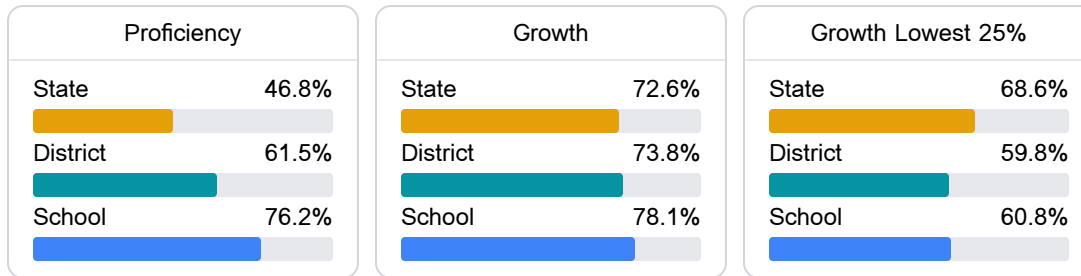 Proficiency
State 46.8%
District 61.5%
School 76.2%
Growth
State 72.6%
District 73.8%
School 78.1%
Growth Lowest 25%
State 68.6%
District 59.8%
School 60.8%